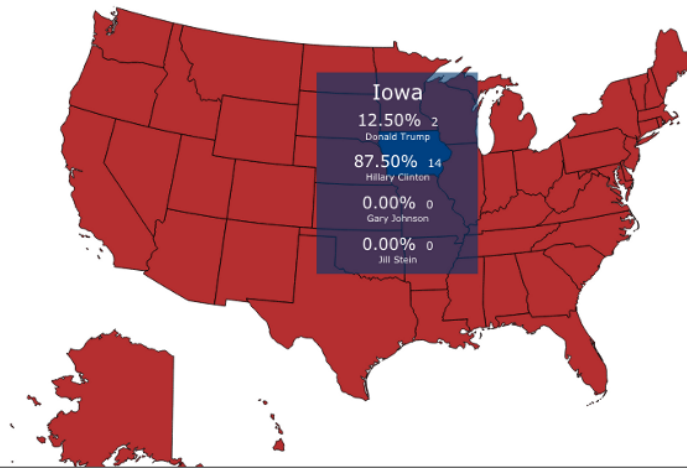 Iowa
12.50% 2
Donald Trump
87.50% 14
Hillary Clinton
0.00% 0
Gary Johnson
0.00% 0
Jill Stein